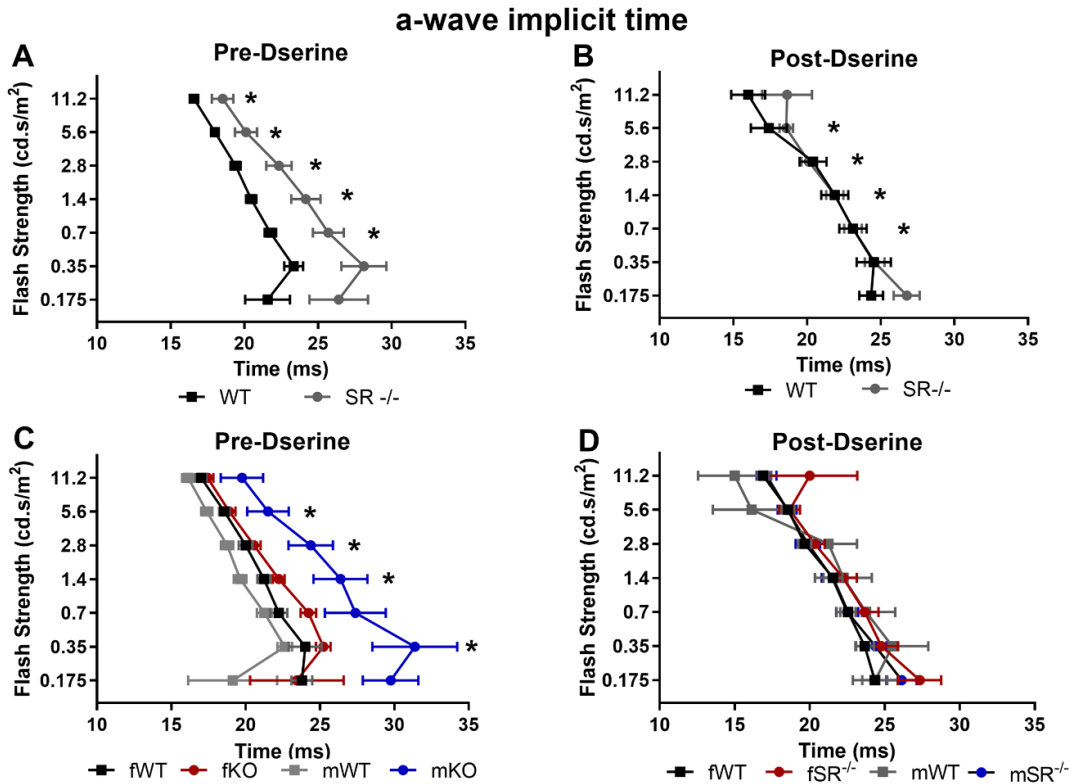 a-wave implicit time
A
Pre-Dserine
Flash Strength (cd.s/m²)
11.2
5.6
2.8
1.4
0.7
0.35
0.175
*
*
*
*
*
10 15 20 25 30 35
Time (ms)
WT SR -/-
B
Post-Dserine
Flash Strength (cd.s/m²)
11.2
5.6
2.8
1.4
0.7
0.35
0.175
*
*
*
*
10 15 20 25 30 35
Time (ms)
WT SR-/-
C
Pre-Dserine
Flash Strength (cd.s/m²)
11.2
5.6
2.8
1.4
0.7
0.35
0.175
*
*
*
*
10 15 20 25 30 35
Time (ms)
fWT fKO mWT mKO
D
Post-Dserine
Flash Strength (cd.s/m²)
11.2
5.6
2.8
1.4
0.7
0.35
0.175
10 15 20 25 30 35
Time (ms)
fWT fSR⁻/⁻ mWT mSR⁻/⁻